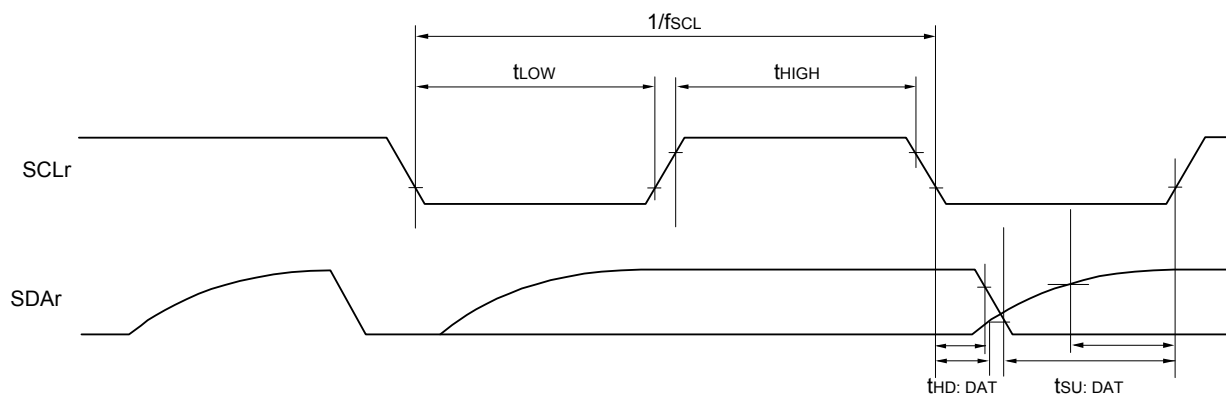 1/fSCL
tLOW
tHIGH
SCLr
SDAr
tHD: DAT
tSU: DAT